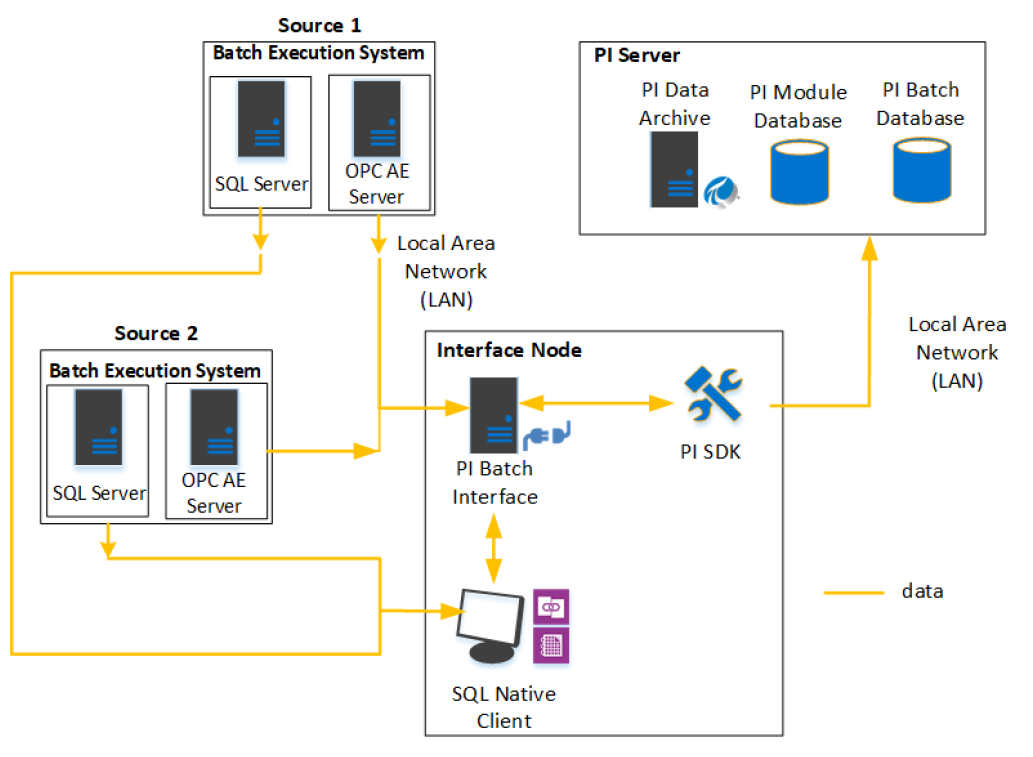 Source 1
Batch Execution System
SQL Server
OPC AE
Server
PI Server
PI Data
Archive
PI Module
Database
PI Batch
Database
Local Area
Network
(LAN)
Source 2
Batch Execution System
SQL Server
OPC AE
Server
Interface Node
PI Batch
Interface
PI SDK
SQL Native
Client
Local Area
Network
(LAN)
data